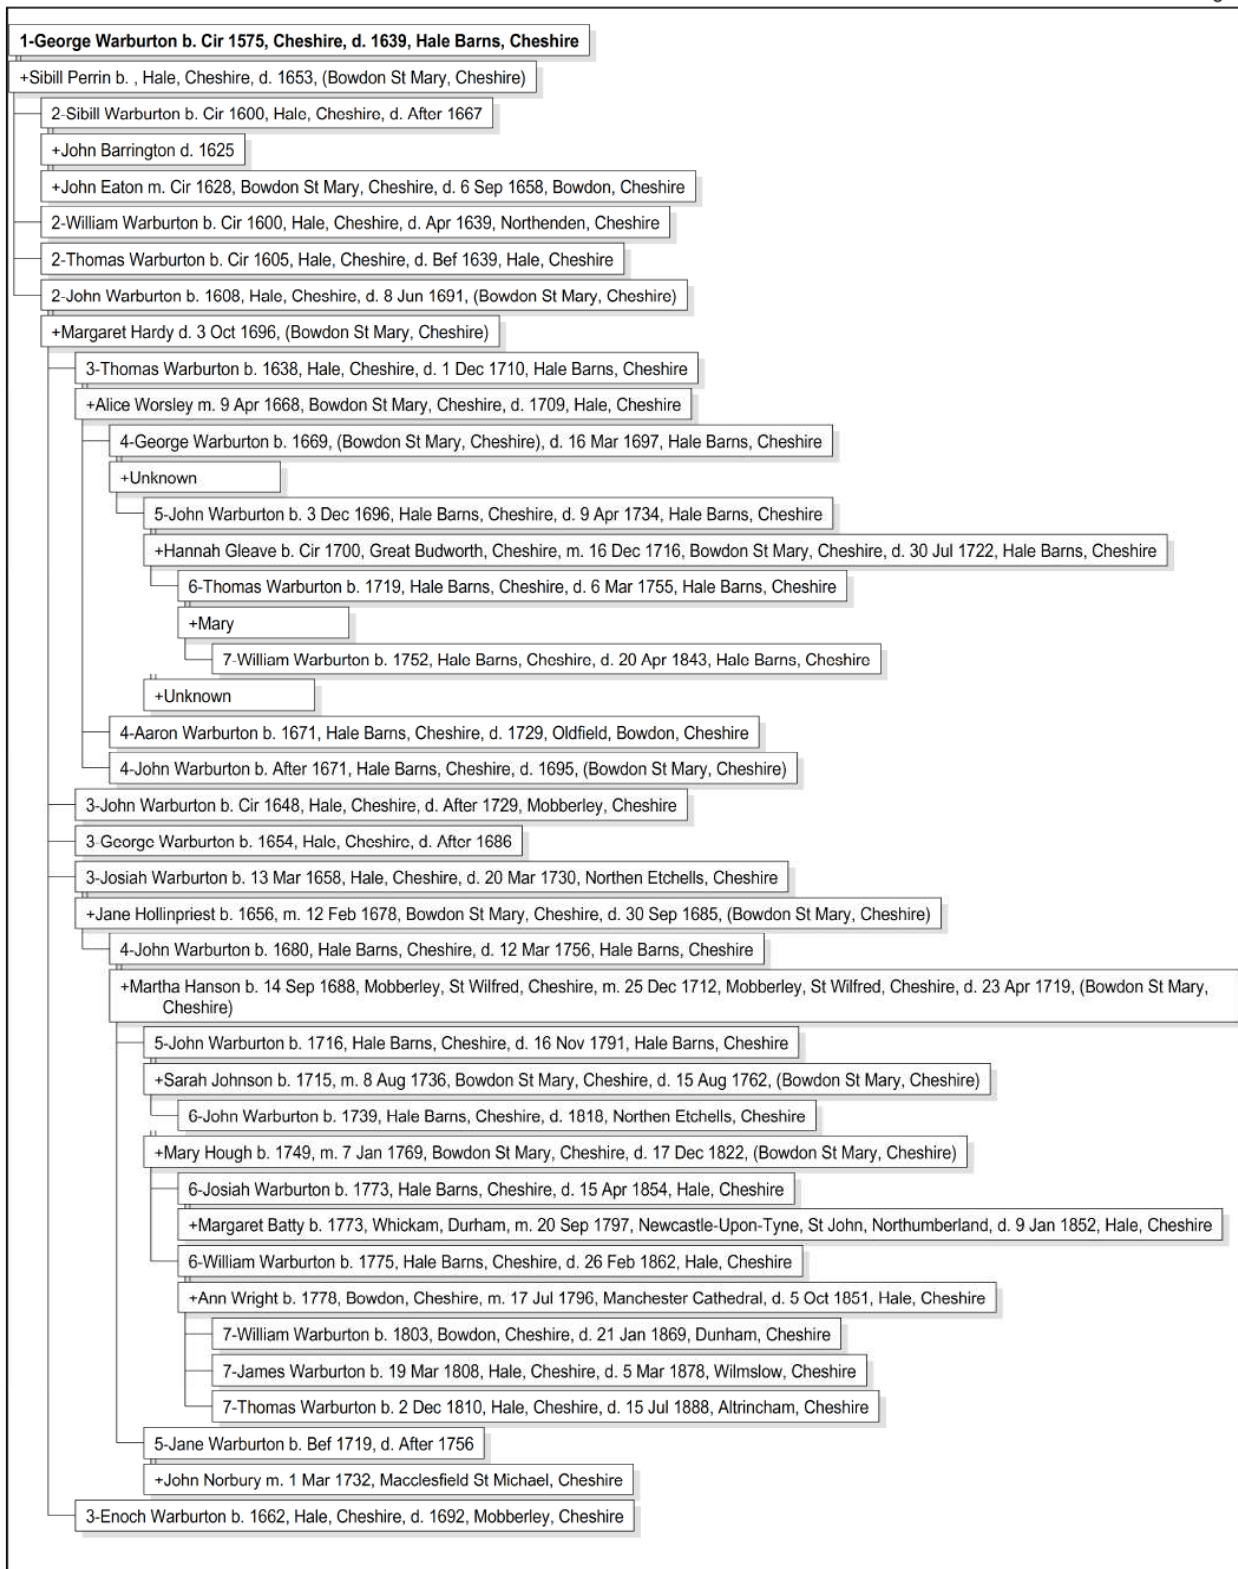 1-George Warburton b. Cir 1575, Cheshire, d. 1639, Hale Barns, Cheshire
+Sibill Perrin b. , Hale, Cheshire, d. 1653, (Bowdon St Mary, Cheshire)
2-Sibill Warburton b. Cir 1600, Hale, Cheshire, d. After 1667
+John Barrington d. 1625
+John Eaton m. Cir 1628, Bowdon St Mary, Cheshire, d. 6 Sep 1658, Bowdon, Cheshire
2-William Warburton b. Cir 1600, Hale, Cheshire, d. Apr 1639, Northenden, Cheshire
2-Thomas Warburton b. Cir 1605, Hale, Cheshire, d. Bef 1639, Hale, Cheshire
2-John Warburton b. 1608, Hale, Cheshire, d. 8 Jun 1691, (Bowdon St Mary, Cheshire)
+Margaret Hardy d. 3 Oct 1696, (Bowdon St Mary, Cheshire)
3-Thomas Warburton b. 1638, Hale, Cheshire, d. 1 Dec 1710, Hale Barns, Cheshire
+Alice Worsley m. 9 Apr 1668, Bowdon St Mary, Cheshire, d. 1709, Hale, Cheshire
4-George Warburton b. 1669, (Bowdon St Mary, Cheshire), d. 16 Mar 1697, Hale Barns, Cheshire
+Unknown
5-John Warburton b. 3 Dec 1696, Hale Barns, Cheshire, d. 9 Apr 1734, Hale Barns, Cheshire
+Hannah Gleave b. Cir 1700, Great Budworth, Cheshire, m. 16 Dec 1716, Bowdon St Mary, Cheshire, d. 30 Jul 1722, Hale Barns, Cheshire
6-Thomas Warburton b. 1719, Hale Barns, Cheshire, d. 6 Mar 1755, Hale Barns, Cheshire
+Mary
7-William Warburton b. 1752, Hale Barns, Cheshire, d. 20 Apr 1843, Hale Barns, Cheshire
+Unknown
4-Aaron Warburton b. 1671, Hale Barns, Cheshire, d. 1729, Oldfield, Bowdon, Cheshire
4-John Warburton b. After 1671, Hale Barns, Cheshire, d. 1695, (Bowdon St Mary, Cheshire)
3-John Warburton b. Cir 1648, Hale, Cheshire, d. After 1729, Mobberley, Cheshire
3-George Warburton b. 1654, Hale, Cheshire, d. After 1686
3-Josiah Warburton b. 13 Mar 1658, Hale, Cheshire, d. 20 Mar 1730, Northen Etchells, Cheshire
+Jane Hollinpriest b. 1656, m. 12 Feb 1678, Bowdon St Mary, Cheshire, d. 30 Sep 1685, (Bowdon St Mary, Cheshire)
4-John Warburton b. 1680, Hale Barns, Cheshire, d. 12 Mar 1756, Hale Barns, Cheshire
+Martha Hanson b. 14 Sep 1688, Mobberley, St Wilfred, Cheshire, m. 25 Dec 1712, Mobberley, St Wilfred, Cheshire, d. 23 Apr 1719, (Bowdon St Mary,
Cheshire)
5-John Warburton b. 1716, Hale Barns, Cheshire, d. 16 Nov 1791, Hale Barns, Cheshire
+Sarah Johnson b. 1715, m. 8 Aug 1736, Bowdon St Mary, Cheshire, d. 15 Aug 1762, (Bowdon St Mary, Cheshire)
6-John Warburton b. 1739, Hale Barns, Cheshire, d. 1818, Northen Etchells, Cheshire
+Mary Hough b. 1749, m. 7 Jan 1769, Bowdon St Mary, Cheshire, d. 17 Dec 1822, (Bowdon St Mary, Cheshire)
6-Josiah Warburton b. 1773, Hale Barns, Cheshire, d. 15 Apr 1854, Hale, Cheshire
+Margaret Batty b. 1773, Whickam, Durham, m. 20 Sep 1797, Newcastle-Upon-Tyne, St John, Northumberland, d. 9 Jan 1852, Hale, Cheshire
6-William Warburton b. 1775, Hale Barns, Cheshire, d. 26 Feb 1862, Hale, Cheshire
+Ann Wright b. 1778, Bowdon, Cheshire, m. 17 Jul 1796, Manchester Cathedral, d. 5 Oct 1851, Hale, Cheshire
7-William Warburton b. 1803, Bowdon, Cheshire, d. 21 Jan 1869, Dunham, Cheshire
7-James Warburton b. 19 Mar 1808, Hale, Cheshire, d. 5 Mar 1878, Wilmslow, Cheshire
7-Thomas Warburton b. 2 Dec 1810, Hale, Cheshire, d. 15 Jul 1888, Altrincham, Cheshire
5-Jane Warburton b. Bef 1719, d. After 1756
+John Norbury m. 1 Mar 1732, Macclesfield St Michael, Cheshire
3-Enoch Warburton b. 1662, Hale, Cheshire, d. 1692, Mobberley, Cheshire